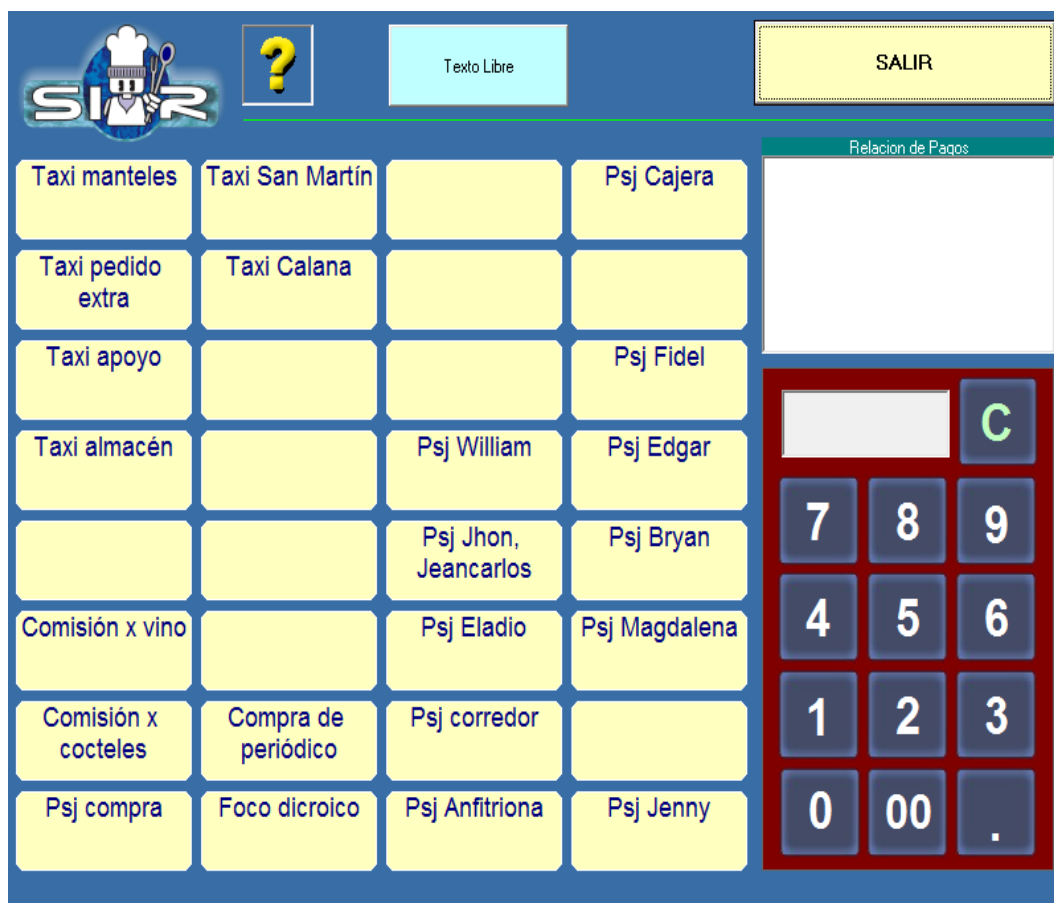 SIR
?
Texto Libre
SALIR
Relacion de Pagos
Taxi manteles
Taxi San Martín
Psj Cajera
Taxi pedido
extra
Taxi Calana
Taxi apoyo
Psj Fidel
Taxi almacén
Psj William
Psj Edgar
Psj Jhon,
Jeancarlos
Psj Bryan
Comisión x vino
Psj Eladio
Psj Magdalena
Comisión x
cocteles
Compra de
periódico
Psj corredor
Psj compra
Foco dicroico
Psj Anfitriona
Psj Jenny
C
7 8 9
4 5 6
1 2 3
0 00 .